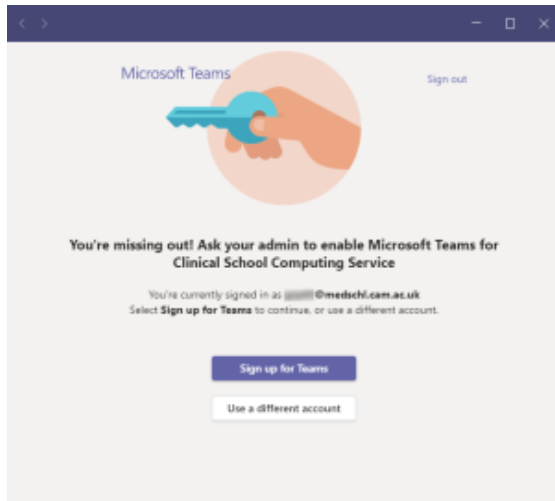 Microsoft Teams
Sign out
You're missing out! Ask your admin to enable Microsoft Teams for
Clinical School Computing Service
You're currently signed in as @medschl.cam.ac.uk
Select Sign up for Teams to continue, or use a different account.
Sign up for Teams
Use a different account